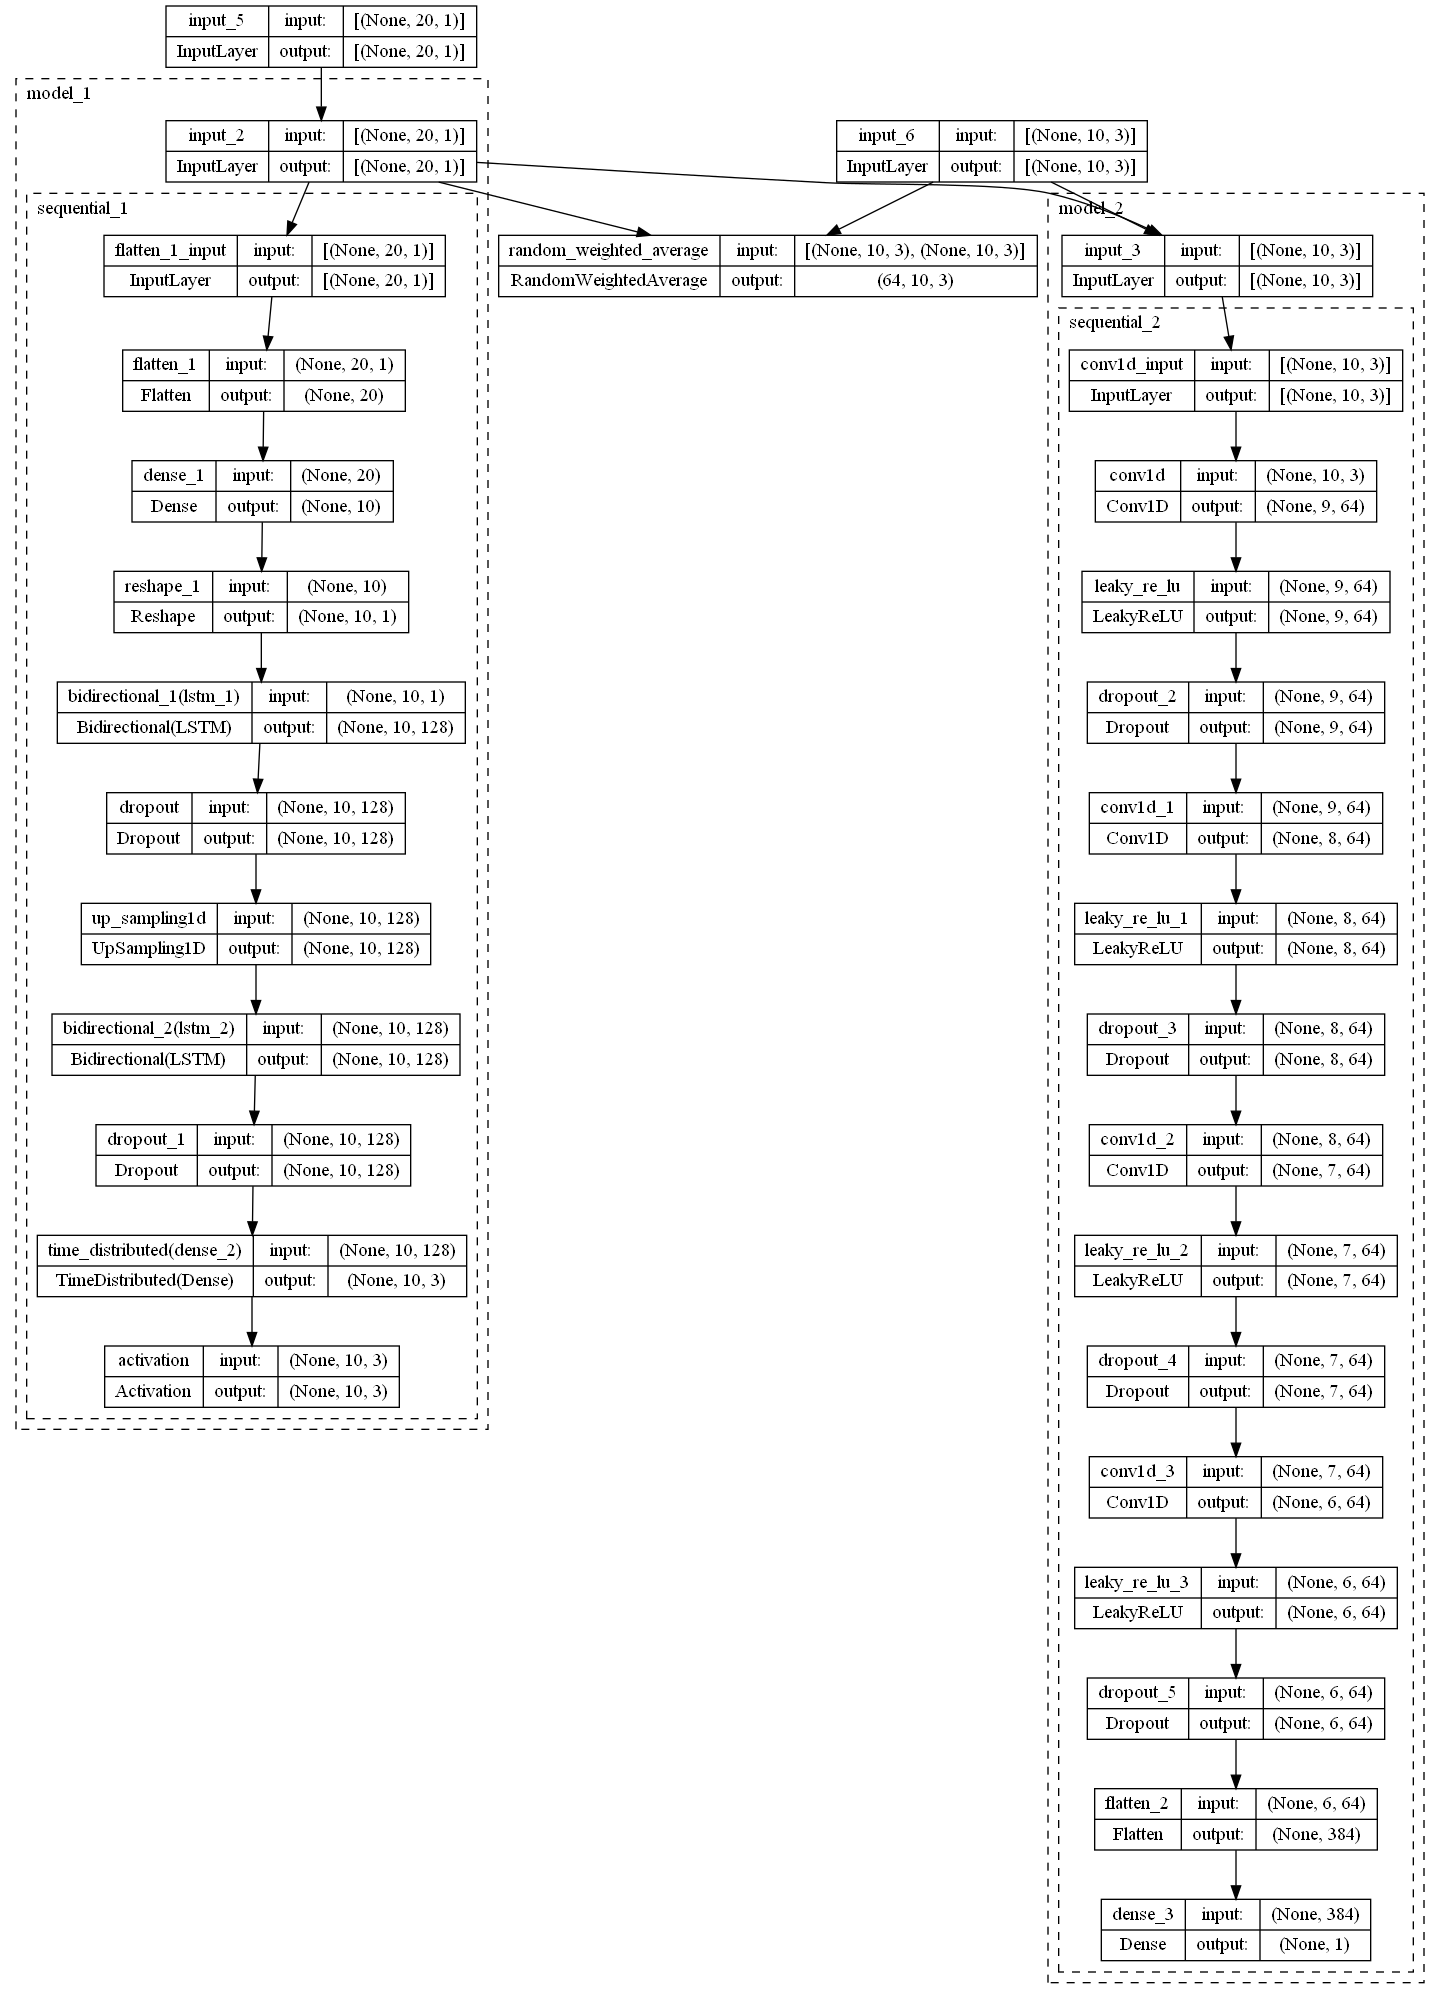 input_5 input: [(None, 20, 1)]
InputLayer output: [(None, 20, 1)]
model_1
input_2 input: [(None, 20, 1)]
InputLayer output: [(None, 20, 1)]
input_6 input: [(None, 10, 3)]
InputLayer output: [(None, 10, 3)]
sequential_1
flatten_1_input input: [(None, 20, 1)]
InputLayer output: [(None, 20, 1)]
random_weighted_average input: [(None, 10, 3), (None, 10, 3)]
RandomWeightedAverage output: (64, 10, 3)
model_2
input_3 input: [(None, 10, 3)]
InputLayer output: [(None, 10, 3)]
flatten_1 input: (None, 20, 1)
Flatten output: (None, 20)
dense_1 input: (None, 20)
Dense output: (None, 10)
reshape_1 input: (None, 10)
Reshape output: (None, 10, 1)
bidirectional_1(lstm_1) input: (None, 10, 1)
Bidirectional(LSTM) output: (None, 10, 128)
dropout input: (None, 10, 128)
Dropout output: (None, 10, 128)
up_sampling1d input: (None, 10, 128)
UpSampling1D output: (None, 10, 128)
bidirectional_2(lstm_2) input: (None, 10, 128)
Bidirectional(LSTM) output: (None, 10, 128)
dropout_1 input: (None, 10, 128)
Dropout output: (None, 10, 128)
time_distributed(dense_2) input: (None, 10, 128)
TimeDistributed(Dense) output: (None, 10, 3)
activation input: (None, 10, 3)
Activation output: (None, 10, 3)
sequential_2
conv1d_input input: [(None, 10, 3)]
InputLayer output: [(None, 10, 3)]
conv1d input: (None, 10, 3)
Conv1D output: (None, 9, 64)
leaky_re_lu input: (None, 9, 64)
LeakyReLU output: (None, 9, 64)
dropout_2 input: (None, 9, 64)
Dropout output: (None, 9, 64)
conv1d_1 input: (None, 9, 64)
Conv1D output: (None, 8, 64)
leaky_re_lu_1 input: (None, 8, 64)
LeakyReLU output: (None, 8, 64)
dropout_3 input: (None, 8, 64)
Dropout output: (None, 8, 64)
conv1d_2 input: (None, 8, 64)
Conv1D output: (None, 7, 64)
leaky_re_lu_2 input: (None, 7, 64)
LeakyReLU output: (None, 7, 64)
dropout_4 input: (None, 7, 64)
Dropout output: (None, 7, 64)
conv1d_3 input: (None, 7, 64)
Conv1D output: (None, 6, 64)
leaky_re_lu_3 input: (None, 6, 64)
LeakyReLU output: (None, 6, 64)
dropout_5 input: (None, 6, 64)
Dropout output: (None, 6, 64)
flatten_2 input: (None, 6, 64)
Flatten output: (None, 384)
dense_3 input: (None, 384)
Dense output: (None, 1)